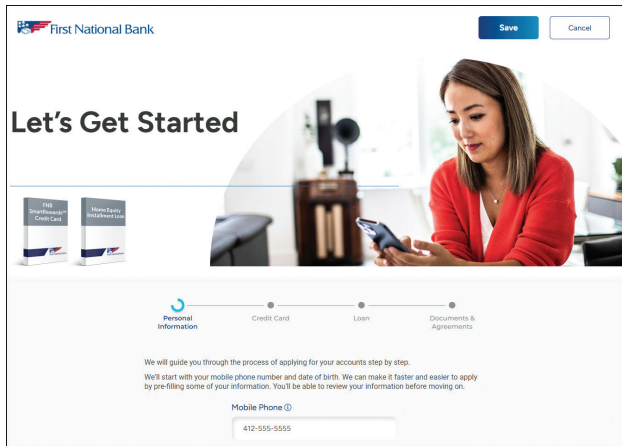 First National Bank
Save
Cancel
Let's Get Started
FNB
SmartRewards℠
Credit Card
Home Equity
Installment Loan
Personal
Information
Credit Card
Loan
Documents &
Agreements
We will guide you through the process of applying for your accounts step by step.
We'll start with your mobile phone number and date of birth. We can make it faster and easier to apply
by pre-filling some of your information. You'll be able to review your information before moving on.
Mobile Phone ⓘ
412-555-5555